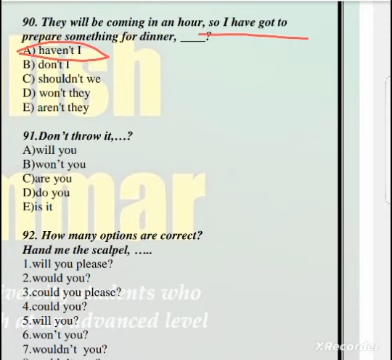 90. They will be coming in an hour, so I have got to
prepare something for dinner, ____?
A) haven't I
B) don't I
C) shouldn't we
D) won't they
E) aren't they
91.Don't throw it,…?
A)will you
B)won't you
C)are you
D)do you
E)is it
92. How many options are correct?
Hand me the scalpel, …..
1.will you please?
2.would you?
3.could you please?
4.could you?
5.will you?
6.won't you?
7.wouldn't you?
XRecorder